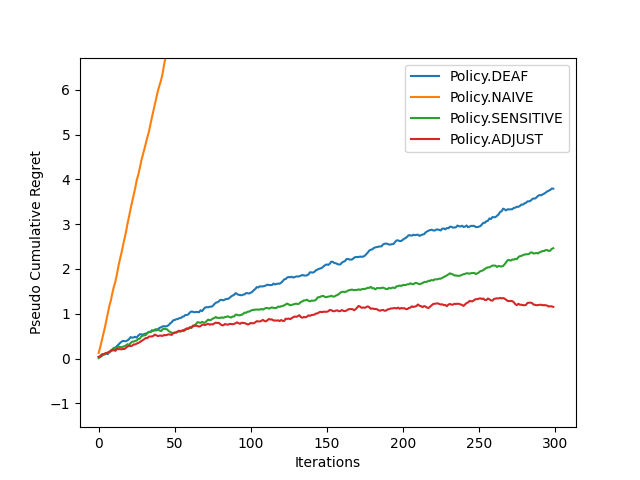 Policy.DEAF
Policy.NAIVE
Policy.SENSITIVE
Policy.ADJUST
Pseudo Cumulative Regret
6
5
4
3
2
1
0
−1
0 50 100 150 200 250 300
Iterations